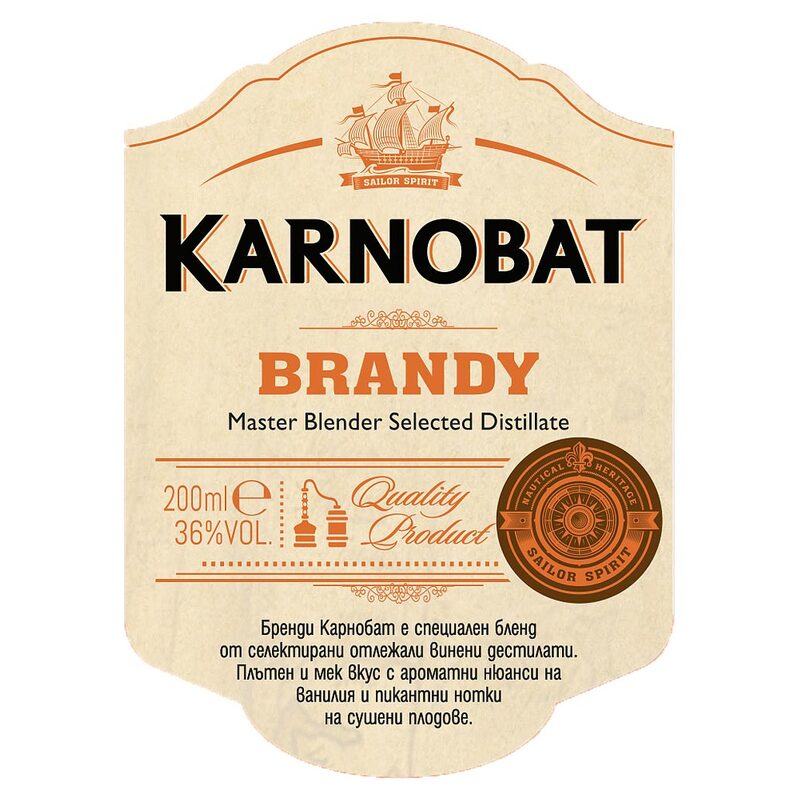 SAILOR SPIRIT
KARNOBAT
BRANDY
Master Blender Selected Distillate
200ml e
36%VOL.
Quality
Product
NAUTICAL HERITAGE
SAILOR SPIRIT
Бренди Карнобат е специален бленд
от селектирани отлежали винени дестилати.
Плътен и мек вкус с ароматни нюанси на
ванилия и пикантни нотки
на сушени плодове.